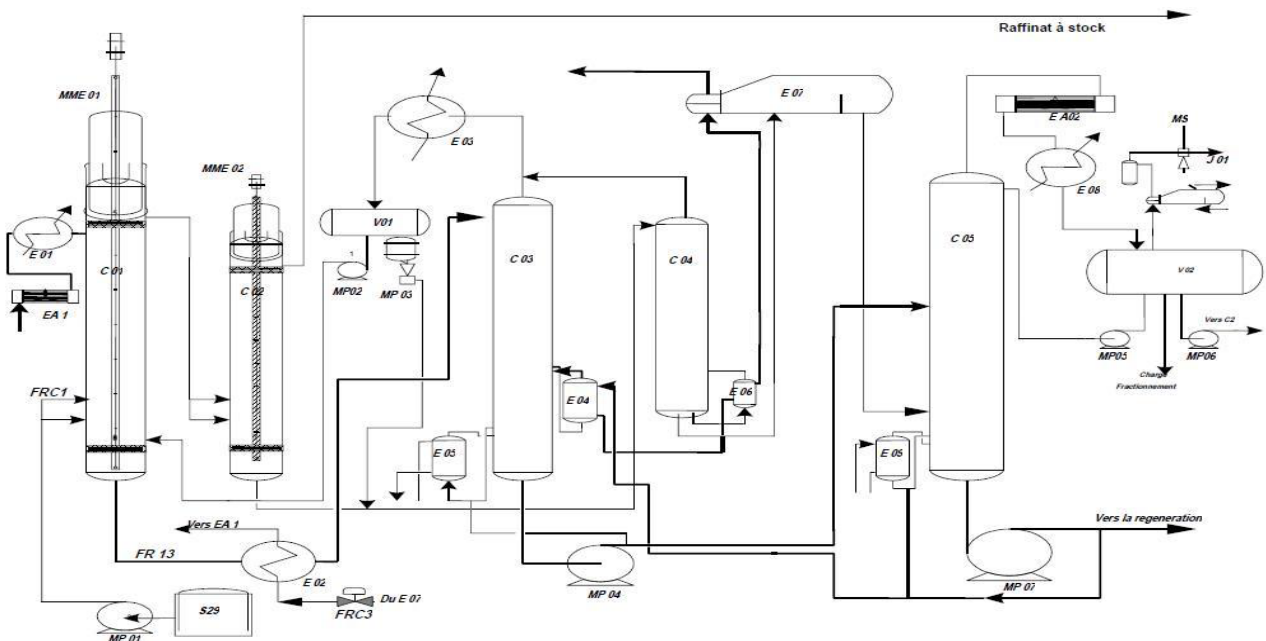 Raffinat à stock
MME 01
E 07
E A02
MS
E 03
J 01
MME 02
E 08
V01
C 05
E 01
C 01
C 03
C 04
V 02
C 02
MP02
MP 03
EA 1
Vers C2
MP05
MP06
Charge
Fractionnement
FRC1
E 04
E 06
E 05
E 05
Vers EA 1
Vers la regeneration
FR 13
E 02
MP 04
MP 07
S29
Du E 07
FRC3
MP 01